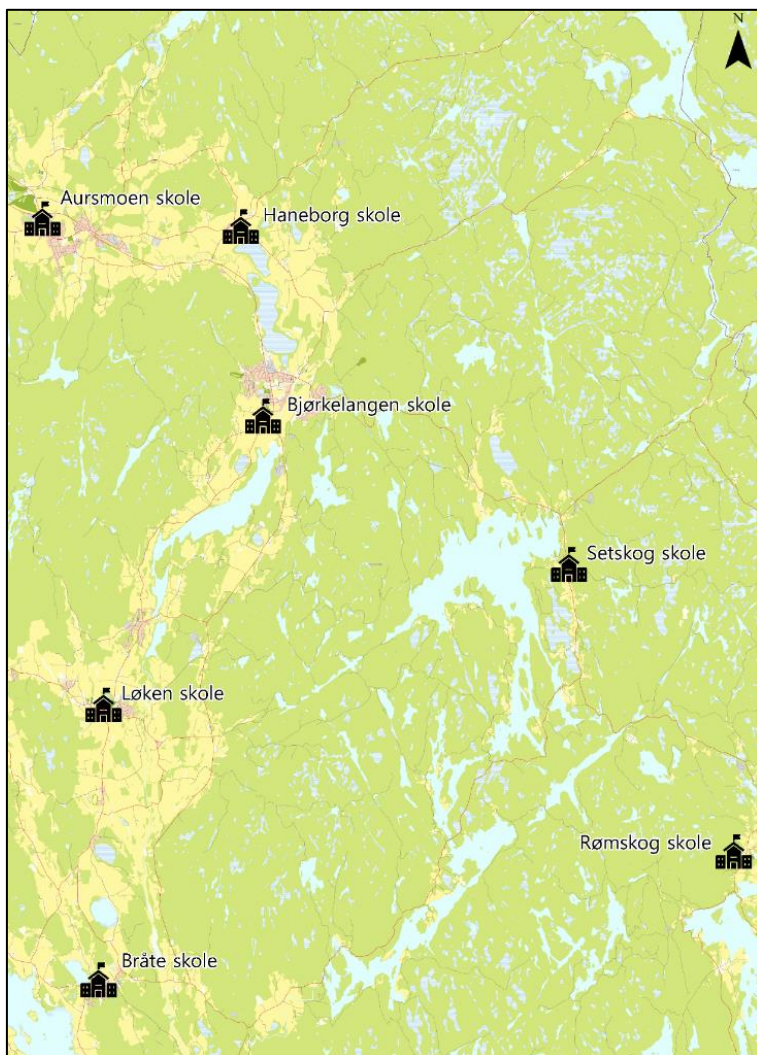 N
Aursmoen skole
Haneborg skole
Bjørkelangen skole
Setskog skole
Løken skole
Rømskog skole
Bråte skole